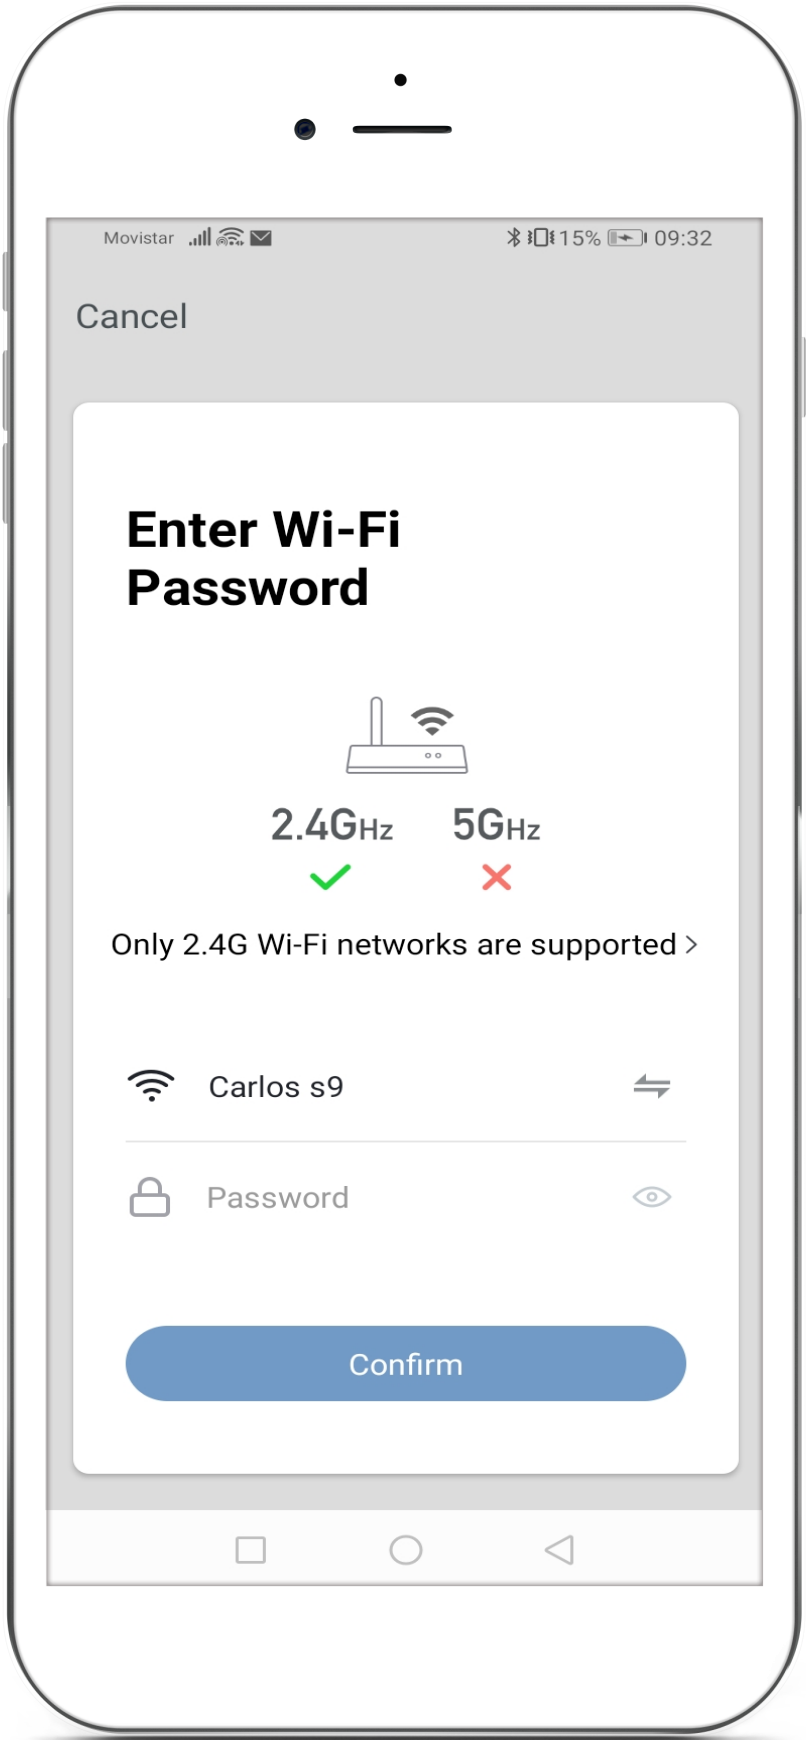 Movistar 15% 09:32
Cancel
Enter Wi-Fi
Password
2.4GHz 5GHz
Only 2.4G Wi-Fi networks are supported >
Carlos s9
Password
Confirm